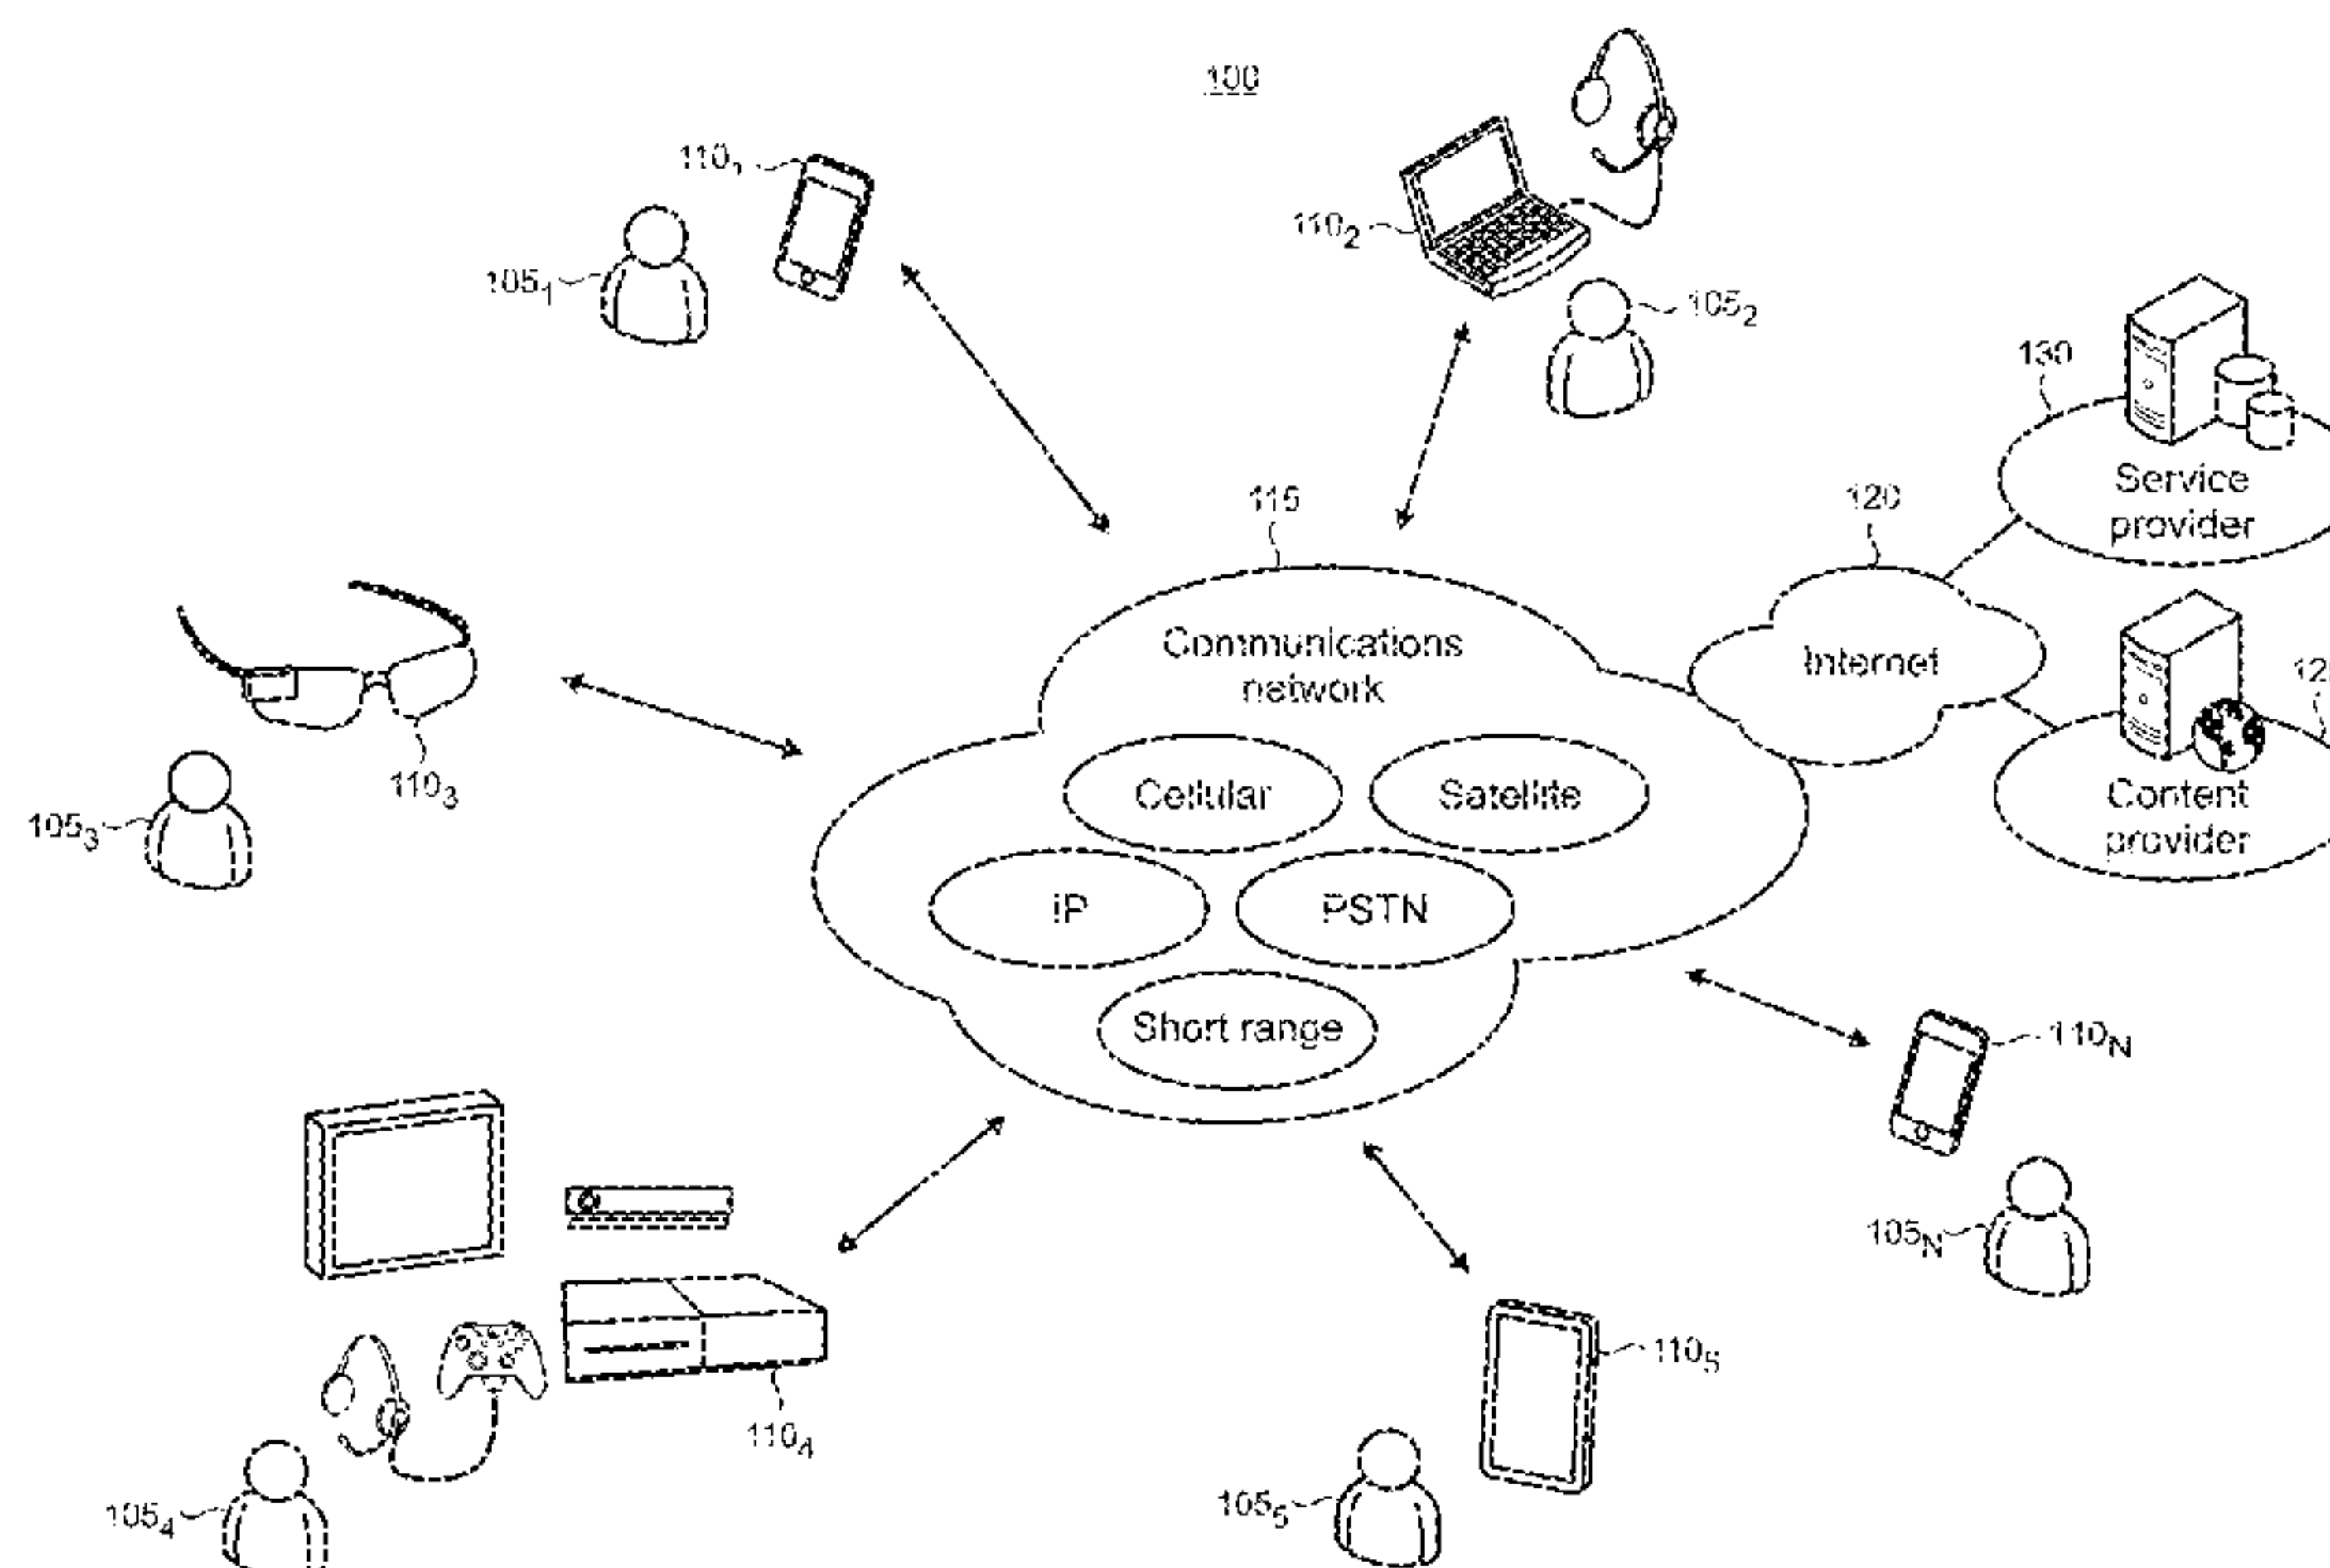 100
110₁
105₁
110₂
105₂
130
Service
provider
115
120
Communications
network
Internet
Cellular
Satellite
Content
provider
110₃
105₃
IP
PSTN
Short range
110N
105N
110₄
105₄
110₅
105₅